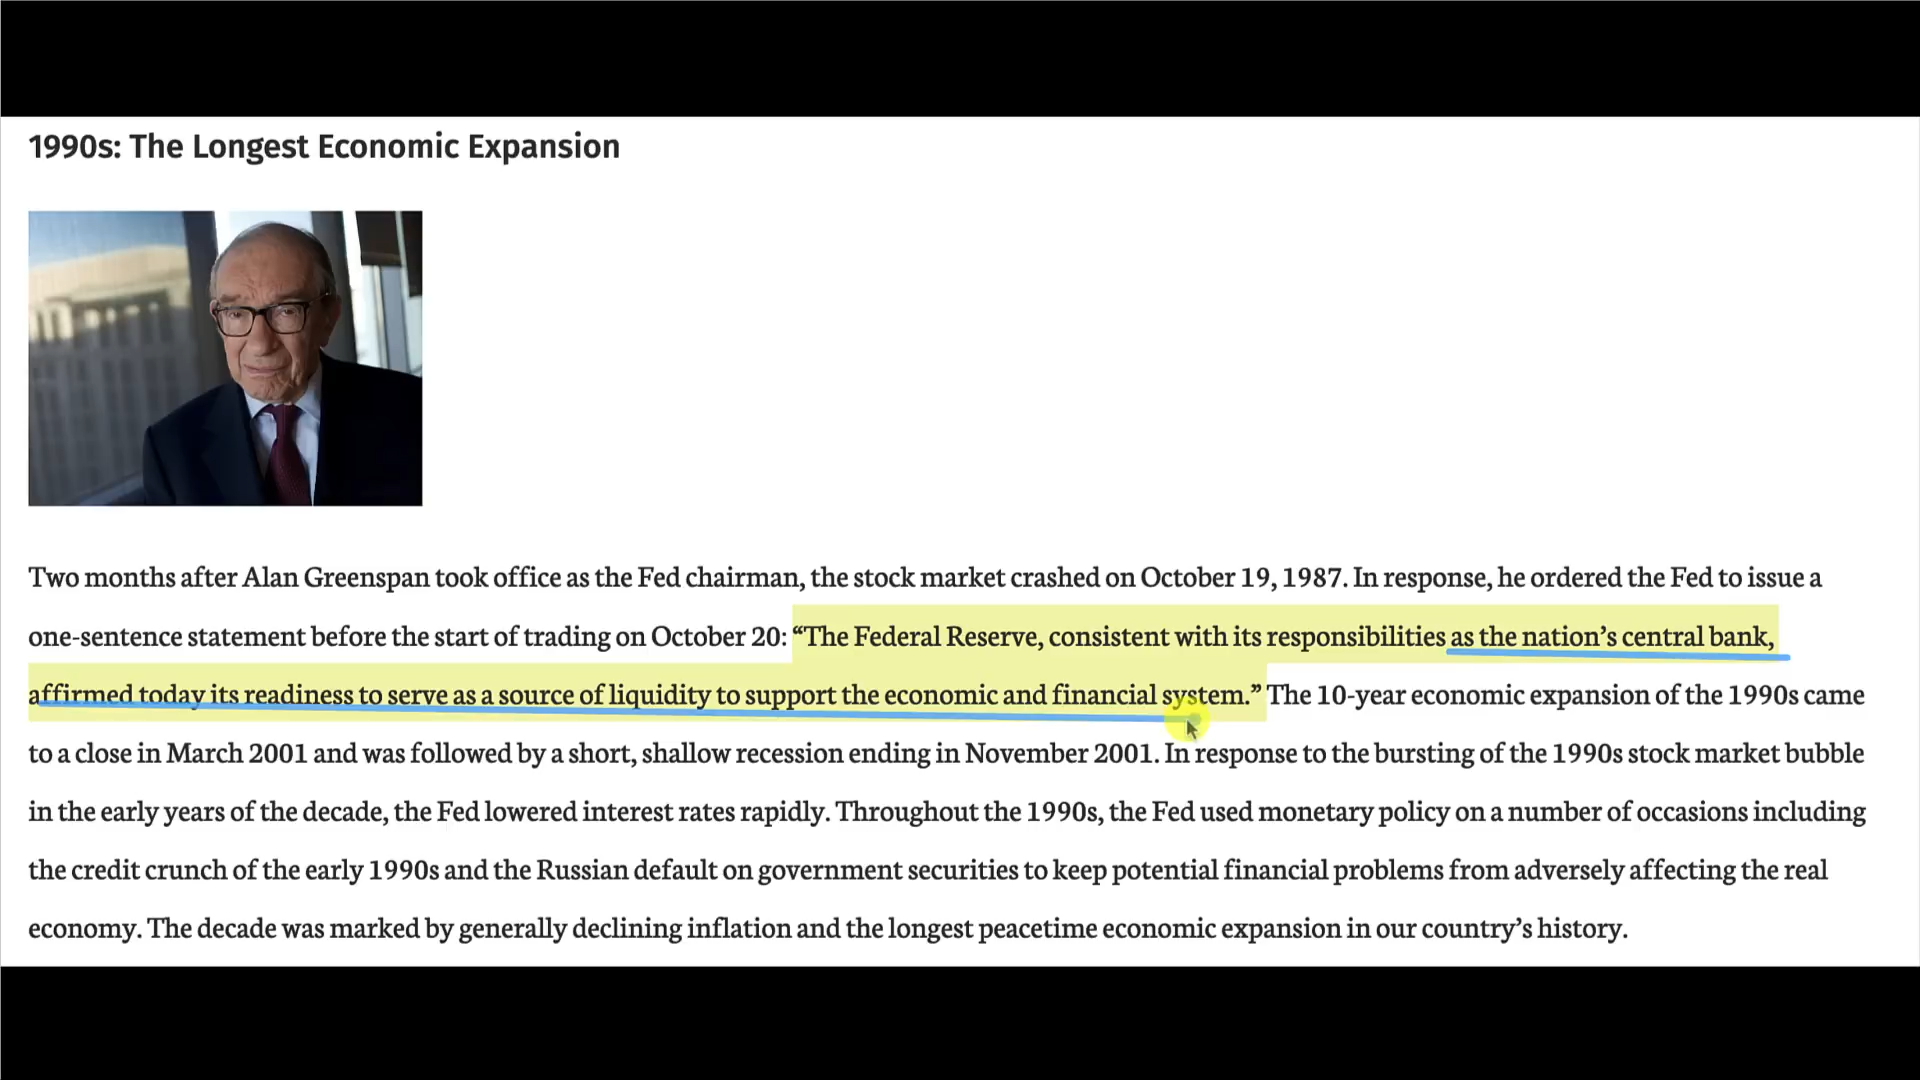 1990s: The Longest Economic Expansion
Two months after Alan Greenspan took office as the Fed chairman, the stock market crashed on October 19, 1987. In response, he ordered the Fed to issue a
one-sentence statement before the start of trading on October 20: “The Federal Reserve, consistent with its responsibilities as the nation’s central bank,
affirmed today its readiness to serve as a source of liquidity to support the economic and financial system.” The 10-year economic expansion of the 1990s came
to a close in March 2001 and was followed by a short, shallow recession ending in November 2001. In response to the bursting of the 1990s stock market bubble
in the early years of the decade, the Fed lowered interest rates rapidly. Throughout the 1990s, the Fed used monetary policy on a number of occasions including
the credit crunch of the early 1990s and the Russian default on government securities to keep potential financial problems from adversely affecting the real
economy. The decade was marked by generally declining inflation and the longest peacetime economic expansion in our country’s history.